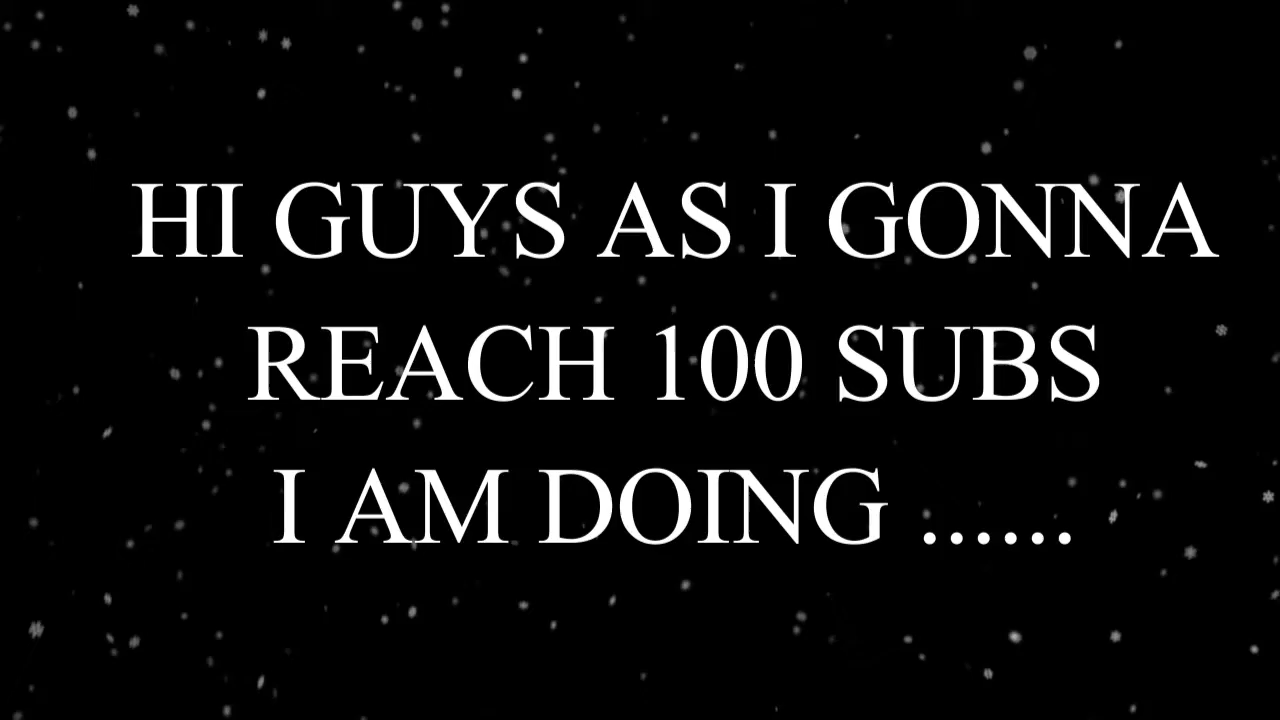 HI GUYS AS I GONNA
REACH 100 SUBS
I AM DOING ......